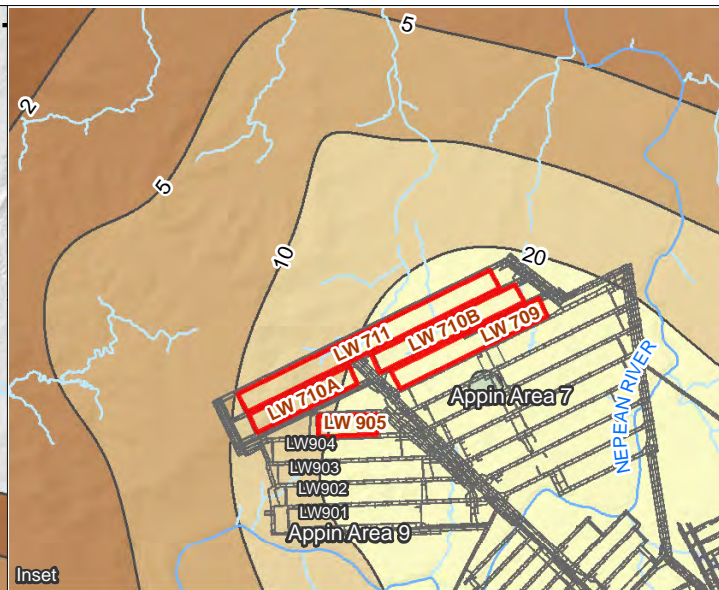 5
2
5
10
20
LW 711
LW 710B
LW 709
LW 710A
Appin Area 7
NEPEAN RIVER
LW 905
LW904
LW903
LW902
LW901
Appin Area 9
Inset